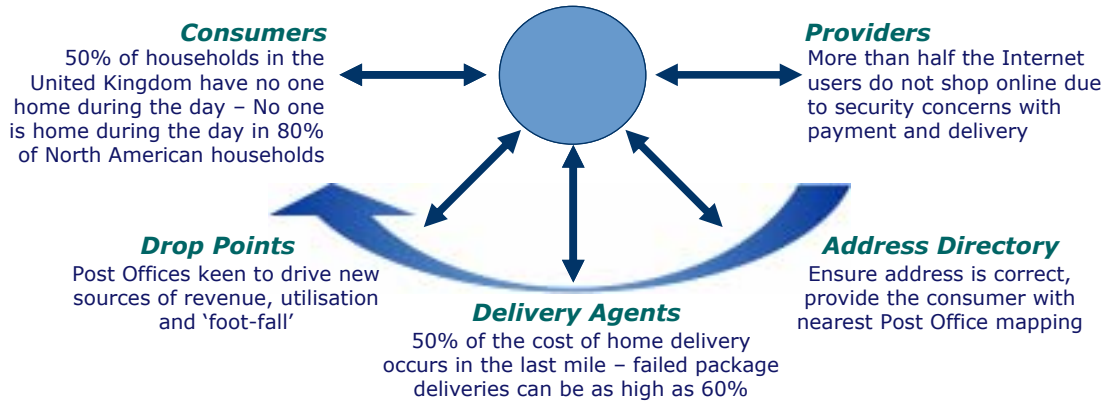 Consumers
50% of households in the
United Kingdom have no one
home during the day – No one
is home during the day in 80%
of North American households
Providers
More than half the Internet
users do not shop online due
to security concerns with
payment and delivery
Drop Points
Post Offices keen to drive new
sources of revenue, utilisation
and ‘foot-fall’
Delivery Agents
50% of the cost of home delivery
occurs in the last mile – failed package
deliveries can be as high as 60%
Address Directory
Ensure address is correct,
provide the consumer with
nearest Post Office mapping